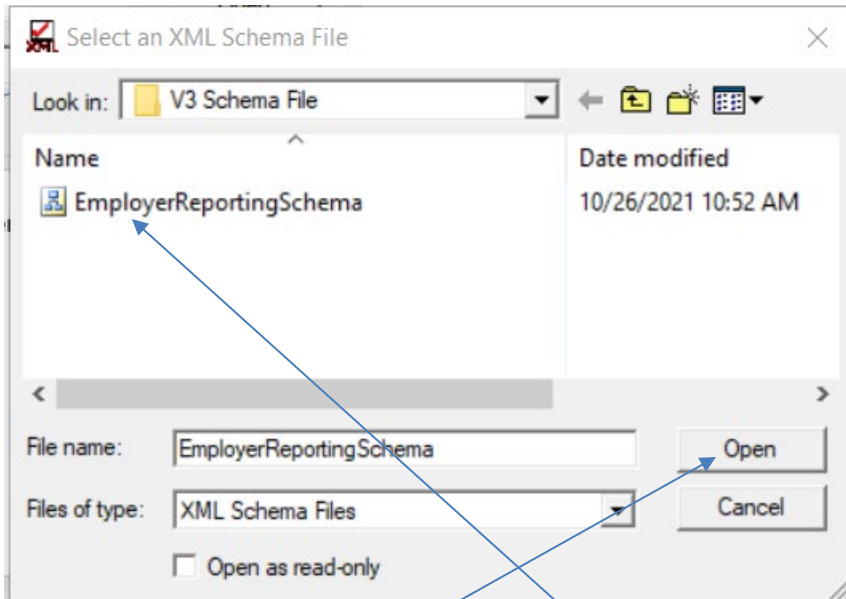 XML Select an XML Schema File
Look in: V3 Schema File
Name Date modified
EmployerReportingSchema 10/26/2021 10:52 AM
File name: EmployerReportingSchema Open
Files of type: XML Schema Files Cancel
Open as read-only